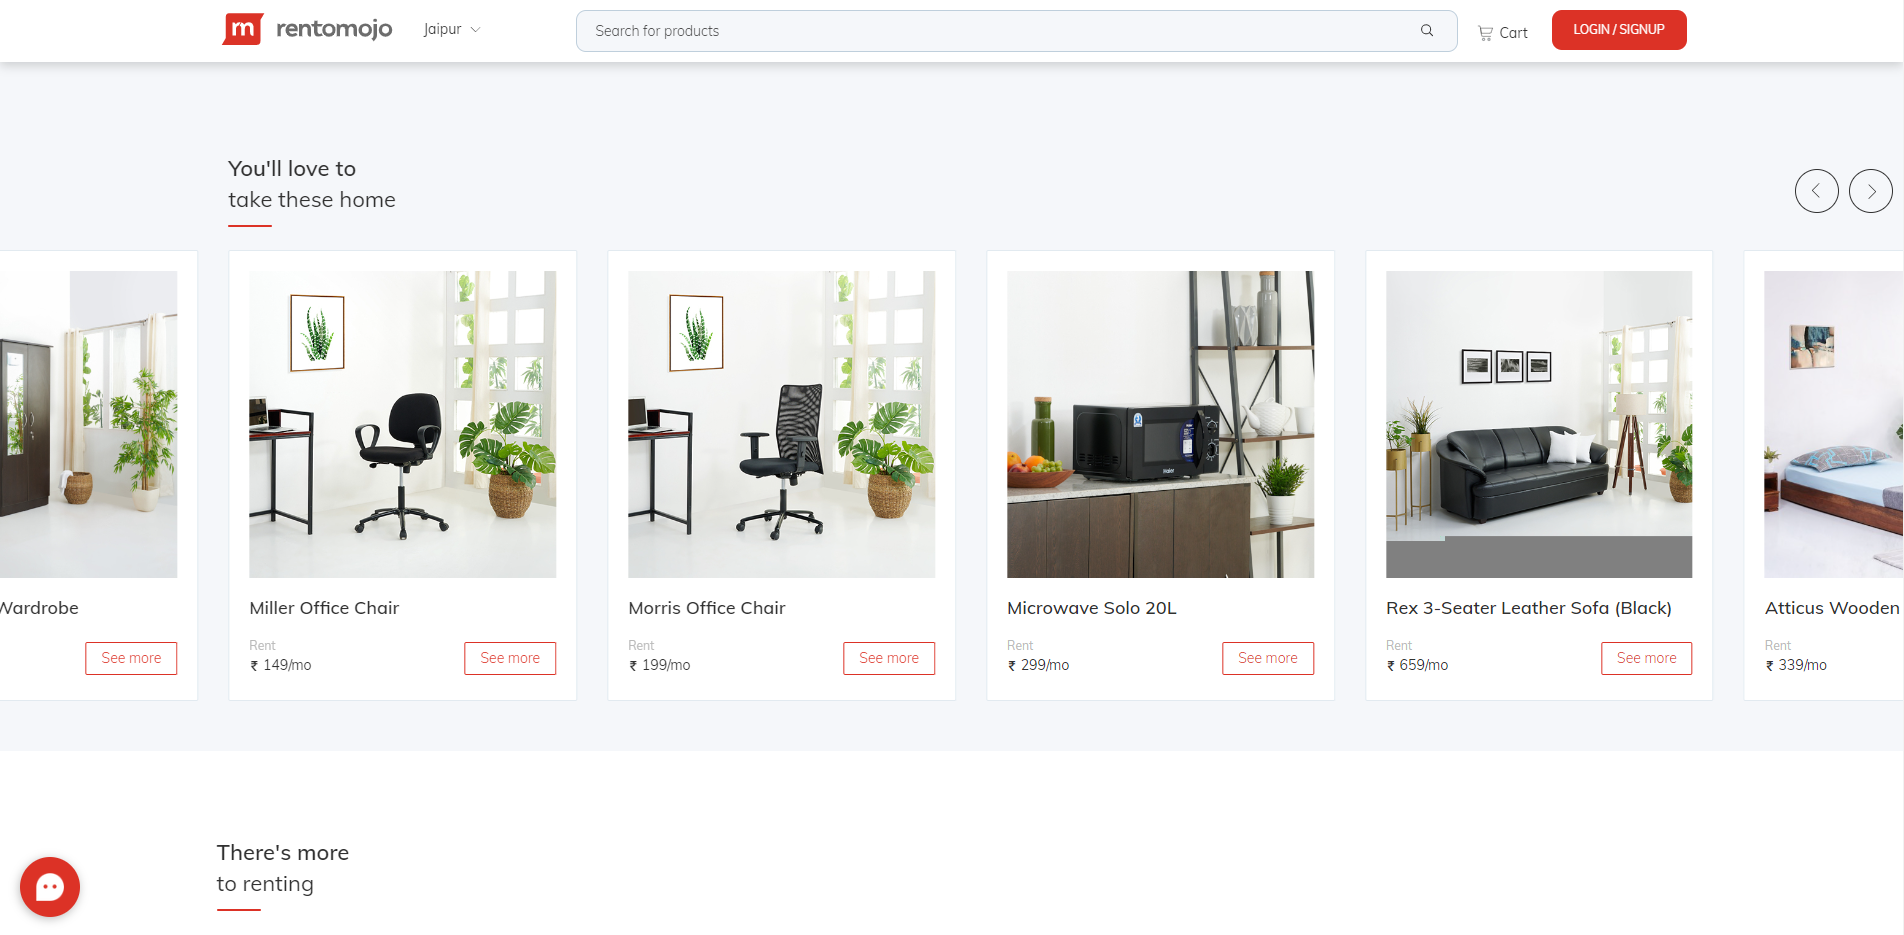 rentomojo
Jaipur
Search for products
Cart
LOGIN / SIGNUP
You'll love to
take these home
Wardrobe
See more
Miller Office Chair
Rent
₹ 149/mo
See more
Morris Office Chair
Rent
₹ 199/mo
See more
Haier
Microwave Solo 20L
Rent
₹ 299/mo
See more
Rex 3-Seater Leather Sofa (Black)
Rent
₹ 659/mo
See more
Atticus Wooden
Rent
₹ 339/mo
There's more
to renting